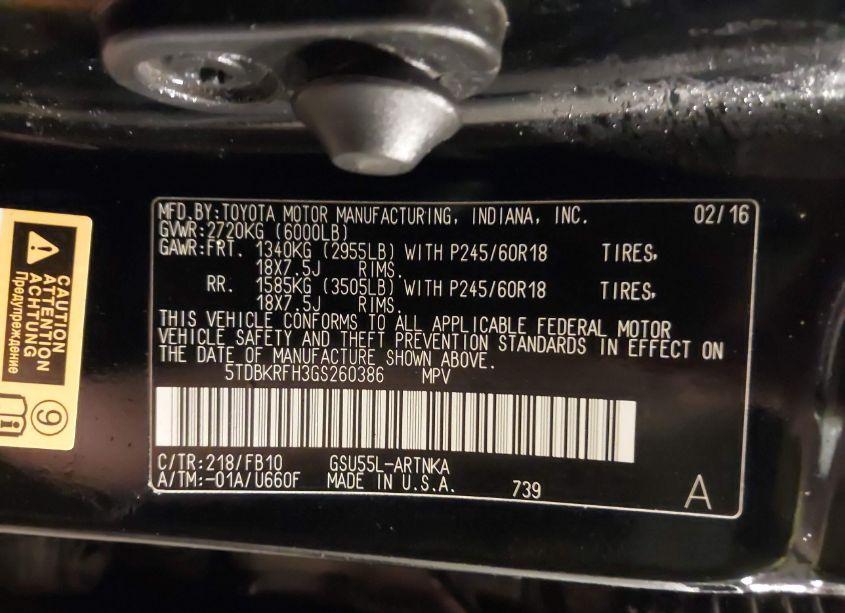 MFD.BY:TOYOTA MOTOR MANUFACTURING, INDIANA, INC. 02/16
GVWR:2720KG (6000LB)
GAWR:FRT. 1340KG (2955LB) WITH P245/60R18 TIRES,
18X7.5J RIMS.
RR. 1585KG (3505LB) WITH P245/60R18 TIRES,
18X7.5J RIMS.
THIS VEHICLE CONFORMS TO ALL APPLICABLE FEDERAL MOTOR
VEHICLE SAFETY AND THEFT PREVENTION STANDARDS IN EFFECT ON
THE DATE OF MANUFACTURE SHOWN ABOVE.
5TDBKRFH3GS260386 MPV
C/TR:218/FB10 GSU55L-ARTNKA
A/TM:-01A/U660F MADE IN U.S.A. 739 A
CAUTION
ATTENTION
ACHTUNG
Предупреждение
9
i